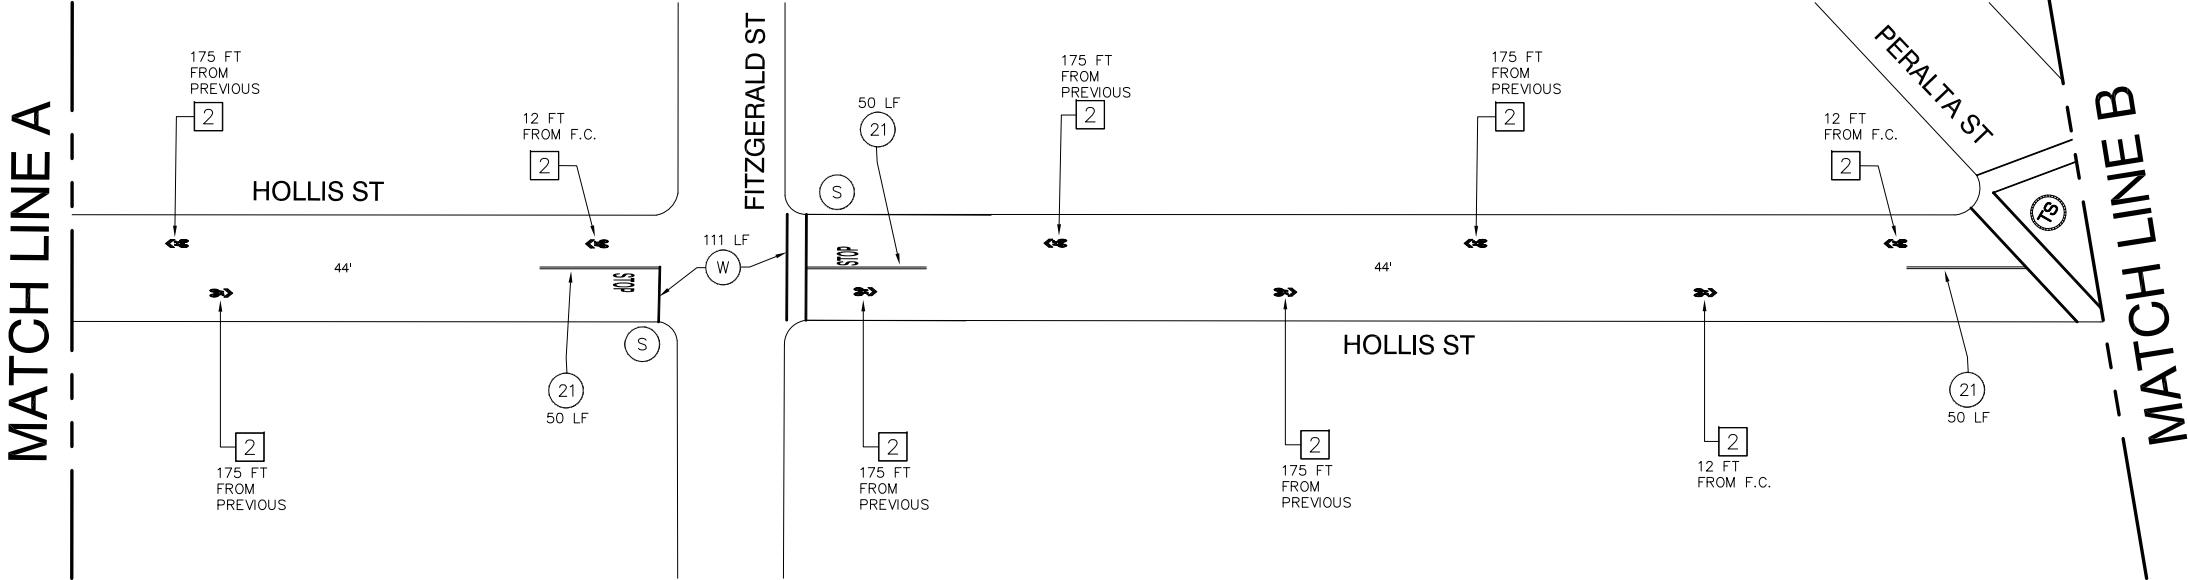 MATCH LINE A
175 FT
FROM
PREVIOUS
2
HOLLIS ST
12 FT
FROM F.C.
2
44'
STOP
S
21
50 LF
2
175 FT
FROM
PREVIOUS
FITZGERALD ST
111 LF
W
S
50 LF
21
STOP
175 FT
FROM
PREVIOUS
2
175 FT
FROM
PREVIOUS
2
44'
12 FT
FROM F.C.
2
PERALTA ST
TS
HOLLIS ST
2
175 FT
FROM
PREVIOUS
2
175 FT
FROM
PREVIOUS
2
12 FT
FROM F.C.
21
50 LF
MATCH LINE B